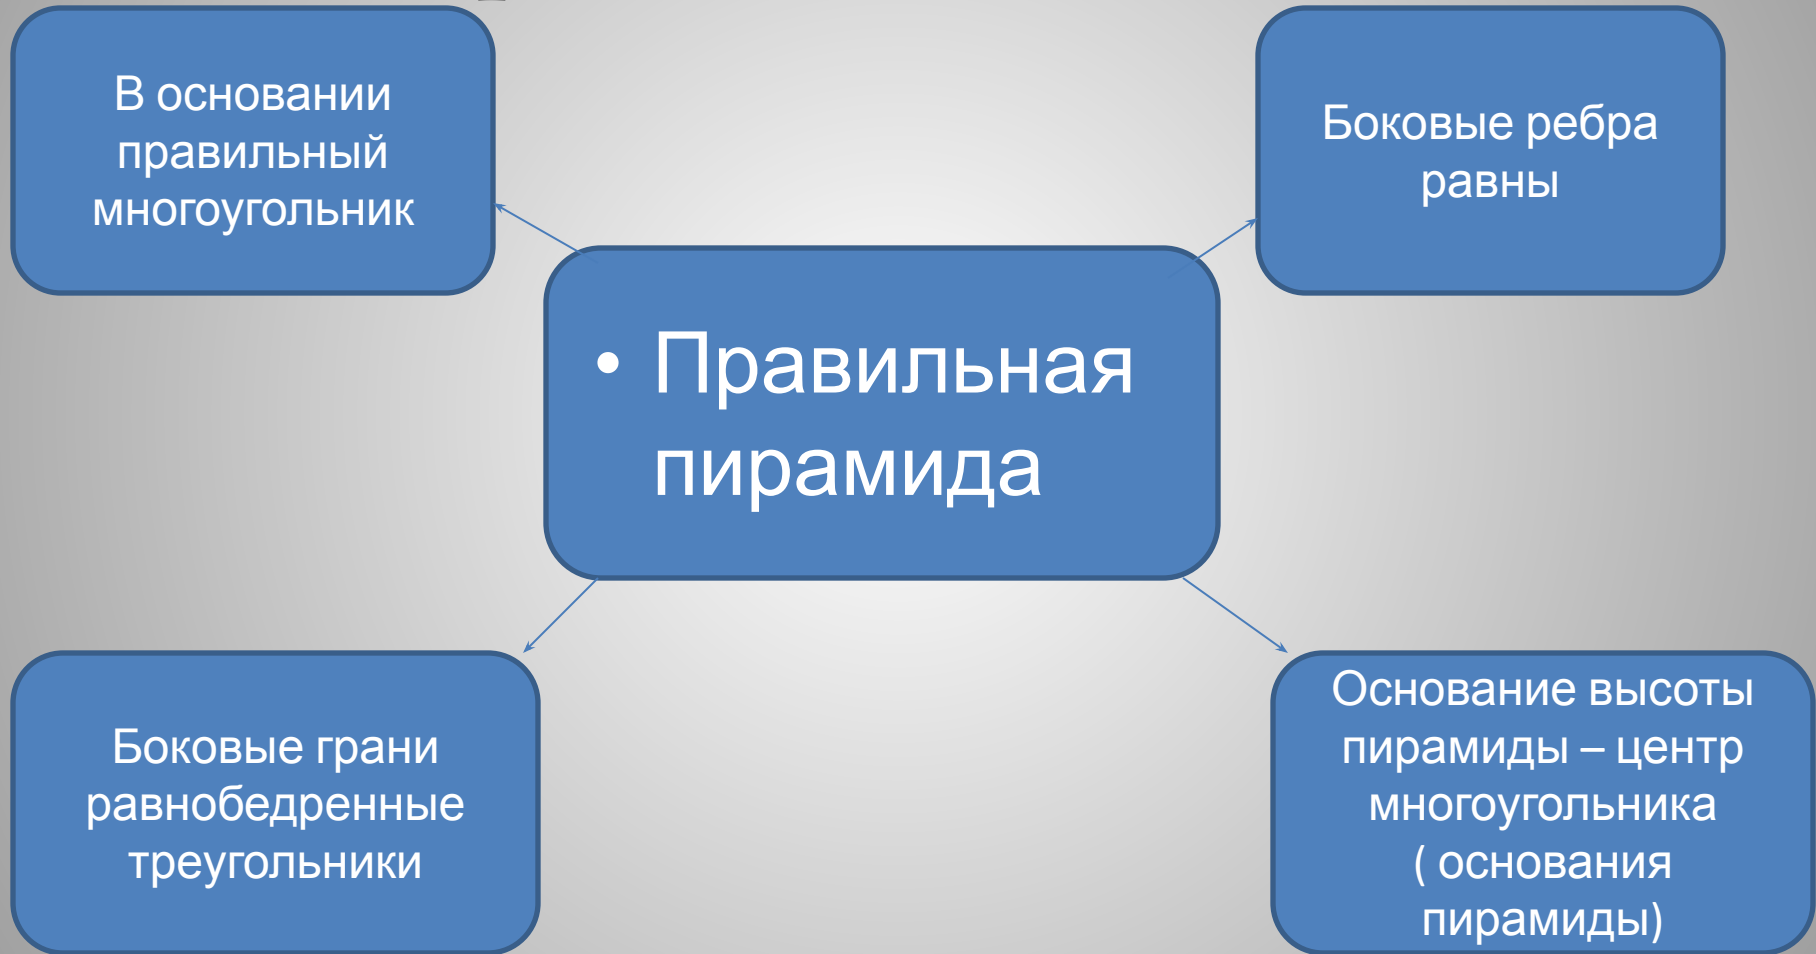 В основании
правильный
многоугольник
Боковые ребра
равны
• Правильная
пирамида
Боковые грани
равнобедренные
треугольники
Основание высоты
пирамиды – центр
многоугольника
( основания
пирамиды)